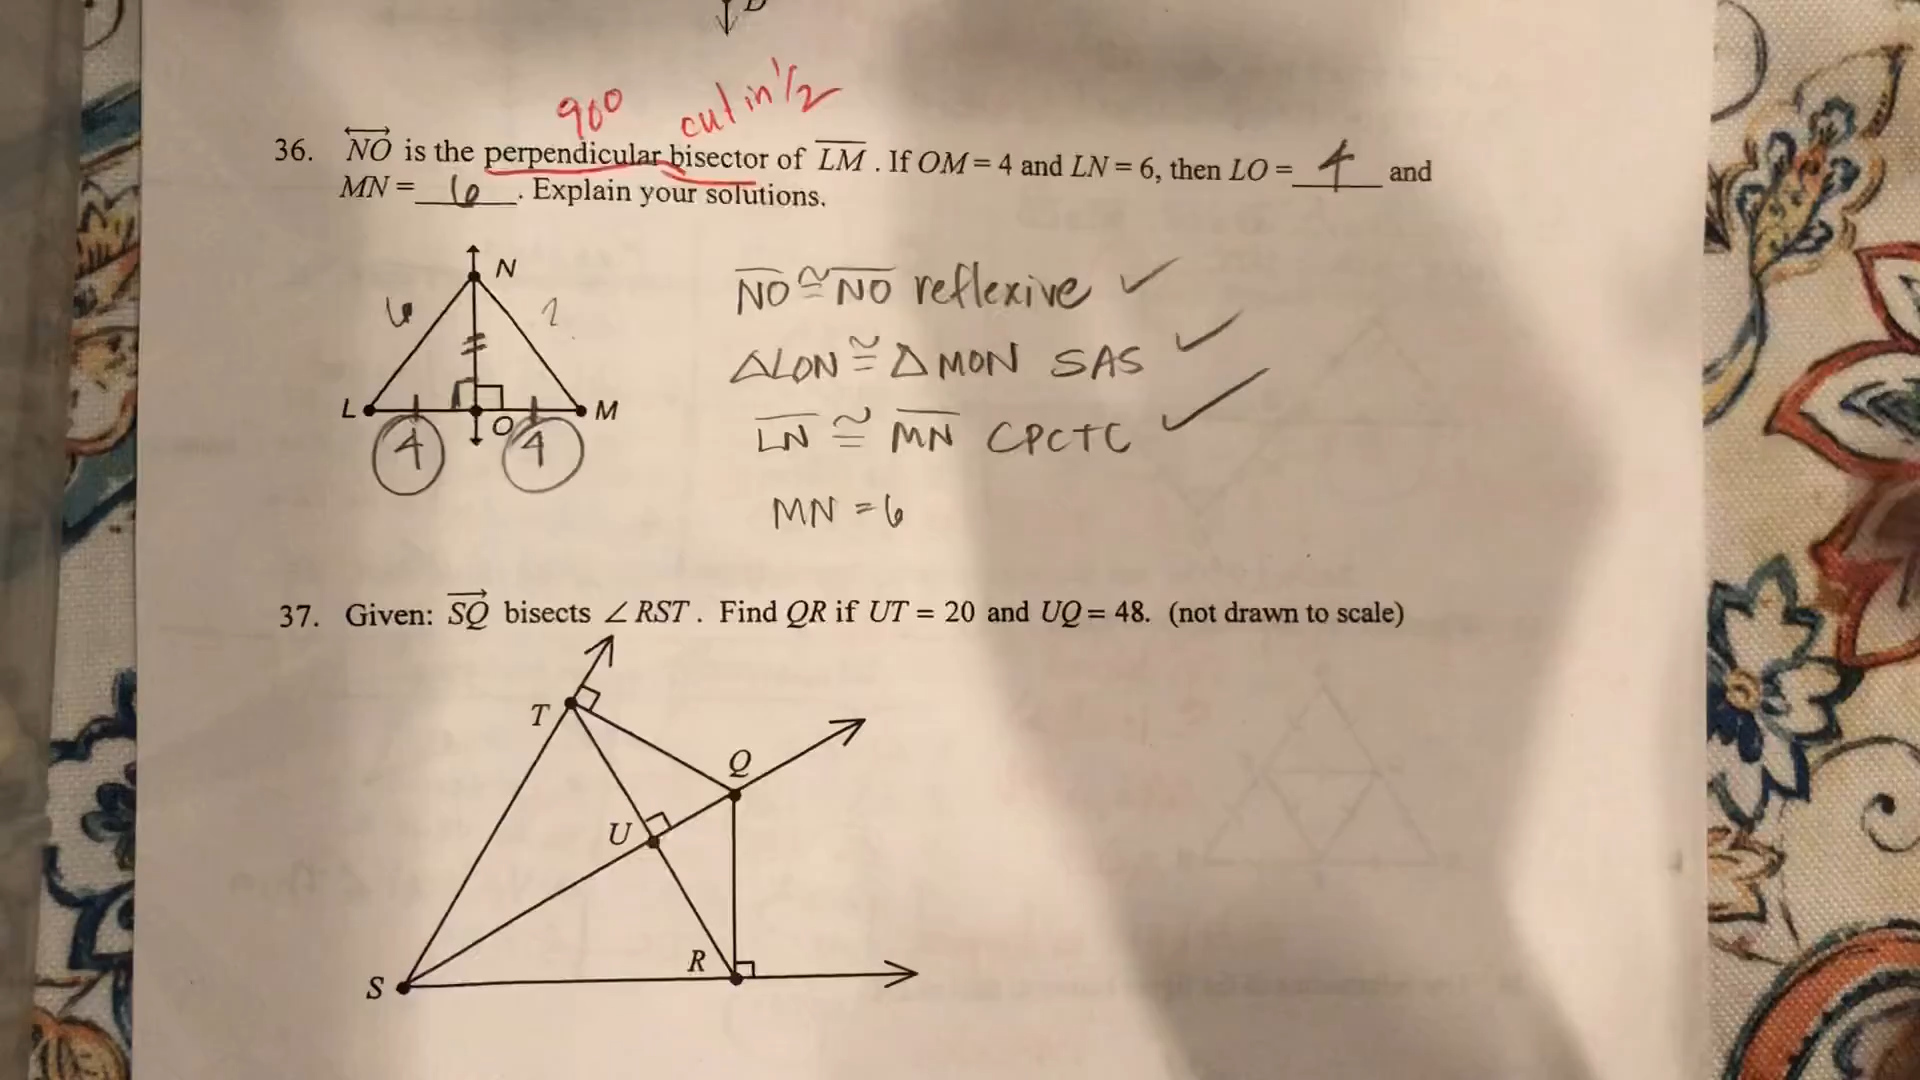 D
90° cut in 1/2
36. NO is the perpendicular bisector of LM . If OM = 4 and LN = 6, then LO = 4 and
MN = 6 . Explain your solutions.
N
6 ?
L O M
4 4
NO ≅ NO reflexive ✓
△LON ≅ △MON SAS ✓
LN ≅ MN CPCTC ✓
MN = 6
37. Given: SQ bisects ∠RST. Find QR if UT = 20 and UQ = 48. (not drawn to scale)
T
Q
U
R
S